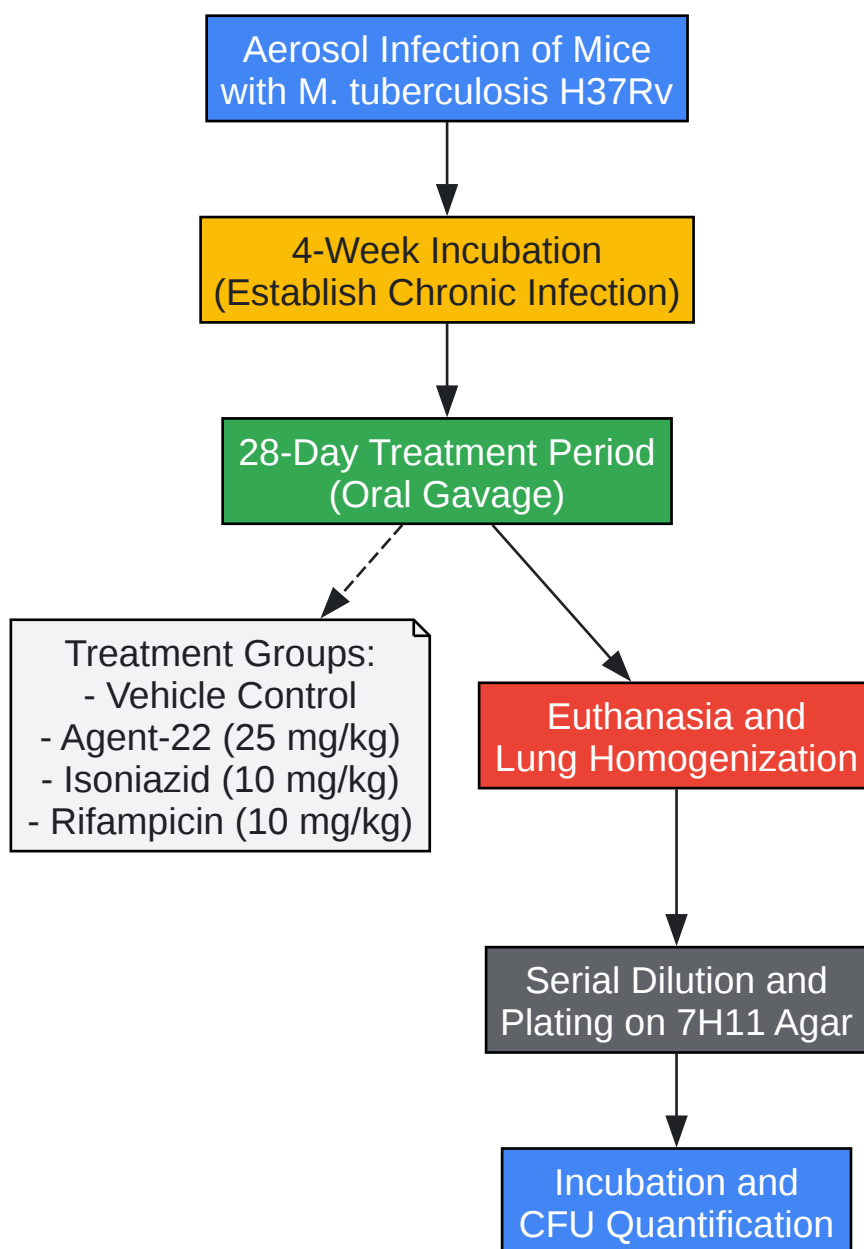 Aerosol Infection of Mice
with M. tuberculosis H37Rv
4-Week Incubation
(Establish Chronic Infection)
28-Day Treatment Period
(Oral Gavage)
Treatment Groups:
- Vehicle Control
- Agent-22 (25 mg/kg)
- Isoniazid (10 mg/kg)
- Rifampicin (10 mg/kg)
Euthanasia and
Lung Homogenization
Serial Dilution and
Plating on 7H11 Agar
Incubation and
CFU Quantification